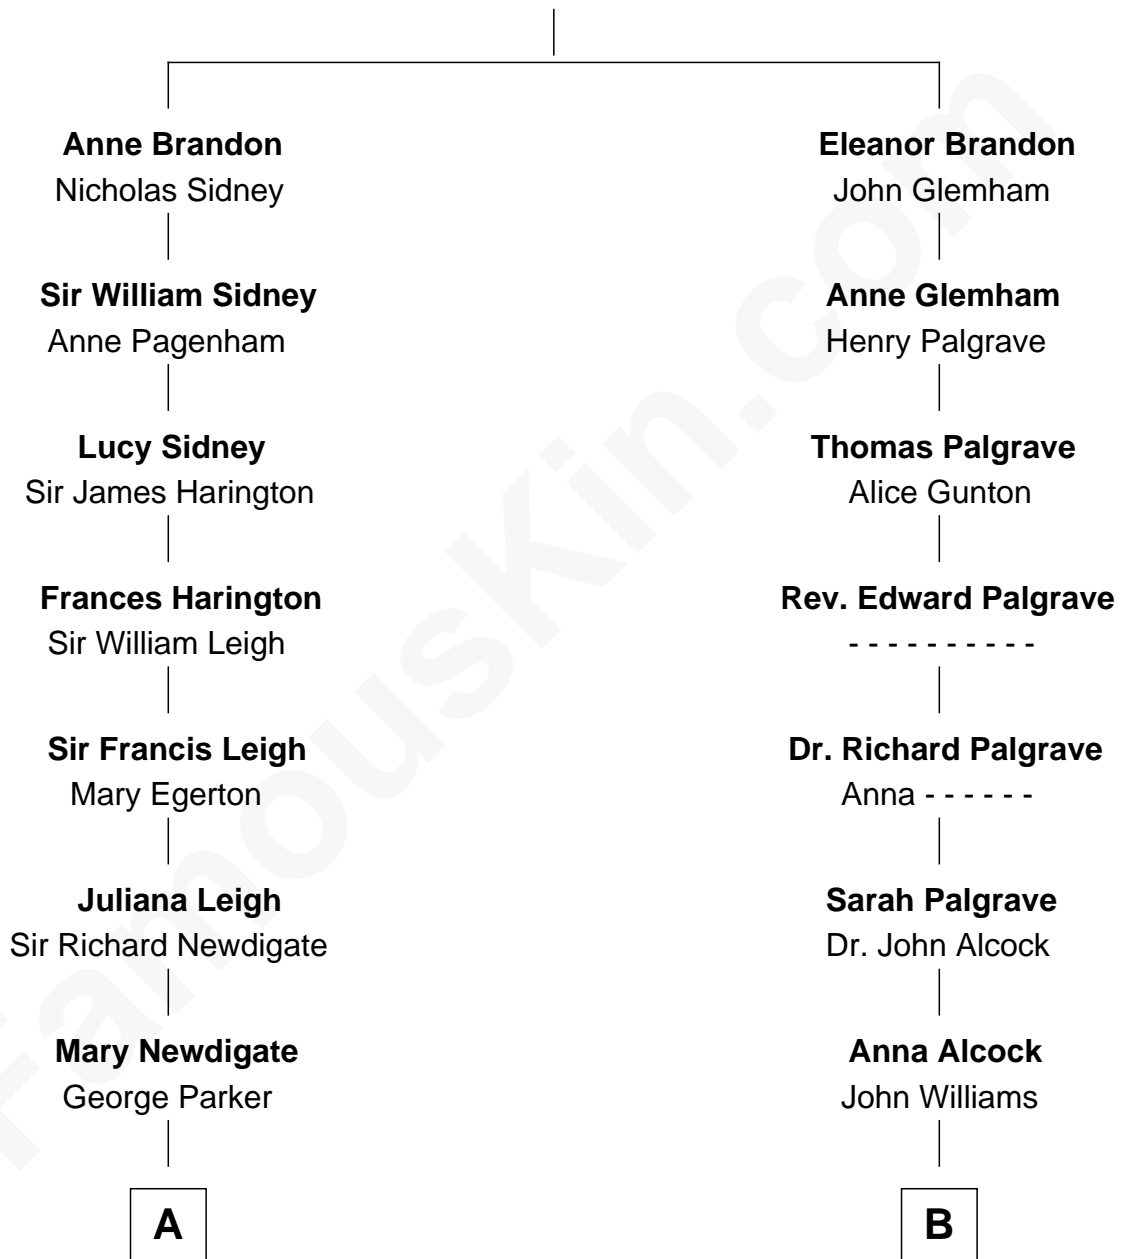 Anne Brandon
Nicholas Sidney
Eleanor Brandon
John Glemham
Sir William Sidney
Anne Pagenham
Anne Glemham
Henry Palgrave
Lucy Sidney
Sir James Harington
Thomas Palgrave
Alice Gunton
Frances Harington
Sir William Leigh
Rev. Edward Palgrave
- - - - - - - - - -
Sir Francis Leigh
Mary Egerton
Dr. Richard Palgrave
Anna - - - - - -
Juliana Leigh
Sir Richard Newdigate
Sarah Palgrave
Dr. John Alcock
Mary Newdigate
George Parker
Anna Alcock
John Williams
A
B
FamousKin.com